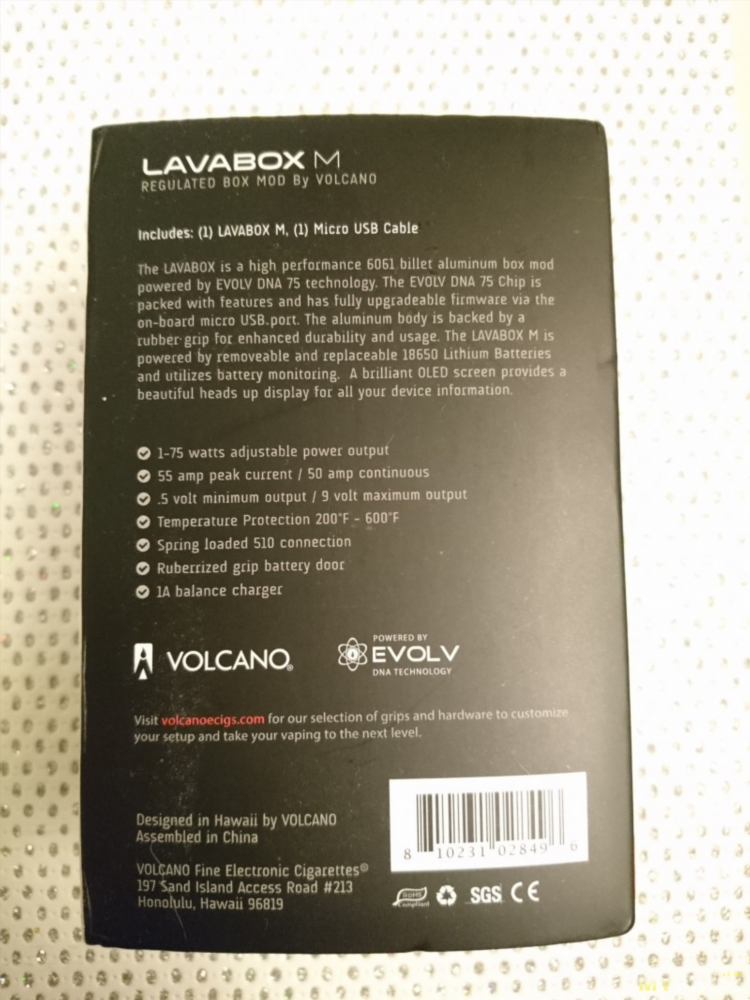 LAVABOX M
REGULATED BOX MOD By VOLCANO
Includes: (1) LAVABOX M, (1) Micro USB Cable
The LAVABOX is a high performance 6061 billet aluminum box mod
powered by EVOLV DNA 75 technology. The EVOLV DNA 75 Chip is
packed with features and has fully upgradeable firmware via the
on-board micro USB.port. The aluminum body is backed by a
rubber grip for enhanced durability and usage. The LAVABOX M is
powered by removeable and replaceable 18650 Lithium Batteries
and utilizes battery monitoring. A brilliant OLED screen provides a
beautiful heads up display for all your device information.
1-75 watts adjustable power output
55 amp peak current / 50 amp continuous
.5 volt minimum output / 9 volt maximum output
Temperature Protection 200°F - 600°F
Spring loaded 510 connection
Ruberrized grip battery door
1A balance charger
VOLCANO®
POWERED BY
EVOLV
DNA TECHNOLOGY
Visit volcanoecigs.com for our selection of grips and hardware to customize
your setup and take your vaping to the next level.
Designed in Hawaii by VOLCANO
Assembled in China
VOLCANO Fine Electronic Cigarettes®
197 Sand Island Access Road #213
Honolulu, Hawaii 96819
8 10231 02849 6
RoHS
Compliant
SGS CE